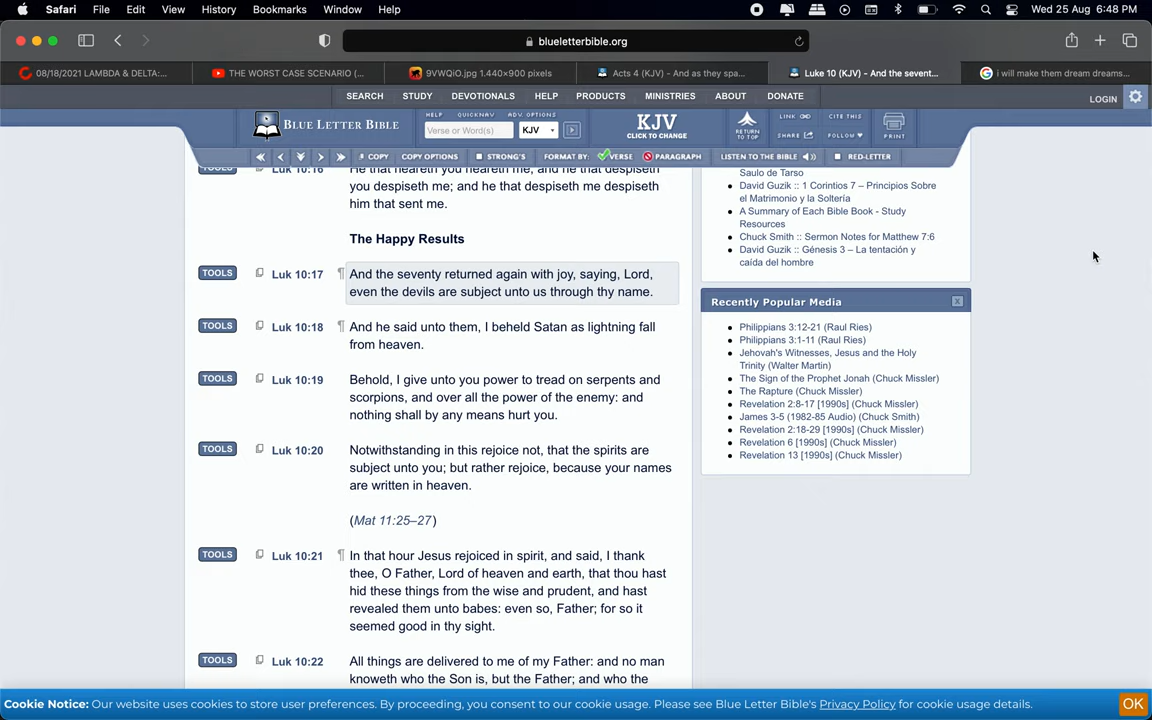 Safari File Edit View History Bookmarks Window Help Wed 25 Aug 6:48 PM
blueletterbible.org
08/18/2021 LAMBDA & DELTA:... THE WORST CASE SCENARIO (... 9VWQiO.jpg 1.440×900 pixels Acts 4 (KJV) - And as they spa... Luke 10 (KJV) - And the sevent... i will make them dream dreams...
SEARCH STUDY DEVOTIONALS HELP PRODUCTS MINISTRIES ABOUT DONATE LOGIN
BLUE LETTER BIBLE
HELP QUICKNAV ADV. OPTIONS
Verse or Word(s) KJV
KJV
CLICK TO CHANGE
RETURN TO TOP
LINK CITE THIS
SHARE FOLLOW
PRINT
COPY COPY OPTIONS STRONG'S FORMAT BY: VERSE PARAGRAPH LISTEN TO THE BIBLE RED-LETTER
TOOLS Luk 10:16 He that heareth you heareth me; and he that despiseth
you despiseth me; and he that despiseth me despiseth
him that sent me.
The Happy Results
TOOLS Luk 10:17 ¶ And the seventy returned again with joy, saying, Lord,
even the devils are subject unto us through thy name.
TOOLS Luk 10:18 ¶ And he said unto them, I beheld Satan as lightning fall
from heaven.
TOOLS Luk 10:19 Behold, I give unto you power to tread on serpents and
scorpions, and over all the power of the enemy: and
nothing shall by any means hurt you.
TOOLS Luk 10:20 Notwithstanding in this rejoice not, that the spirits are
subject unto you; but rather rejoice, because your names
are written in heaven.
(Mat 11:25–27)
TOOLS Luk 10:21 ¶ In that hour Jesus rejoiced in spirit, and said, I thank
thee, O Father, Lord of heaven and earth, that thou hast
hid these things from the wise and prudent, and hast
revealed them unto babes: even so, Father; for so it
seemed good in thy sight.
TOOLS Luk 10:22 All things are delivered to me of my Father: and no man
knoweth who the Son is, but the Father; and who the
Saulo de Tarso
David Guzik :: 1 Corintios 7 – Principios Sobre
el Matrimonio y la Soltería
A Summary of Each Bible Book - Study
Resources
Chuck Smith :: Sermon Notes for Matthew 7:6
David Guzik :: Génesis 3 – La tentación y
caída del hombre
Recently Popular Media x
Philippians 3:12-21 (Raul Ries)
Philippians 3:1-11 (Raul Ries)
Jehovah's Witnesses, Jesus and the Holy
Trinity (Walter Martin)
The Sign of the Prophet Jonah (Chuck Missler)
The Rapture (Chuck Missler)
Revelation 2:8-17 [1990s] (Chuck Missler)
James 3-5 (1982-85 Audio) (Chuck Smith)
Revelation 2:18-29 [1990s] (Chuck Missler)
Revelation 6 [1990s] (Chuck Missler)
Revelation 13 [1990s] (Chuck Missler)
Cookie Notice: Our website uses cookies to store user preferences. By proceeding, you consent to our cookie usage. Please see Blue Letter Bible's Privacy Policy for cookie usage details. OK